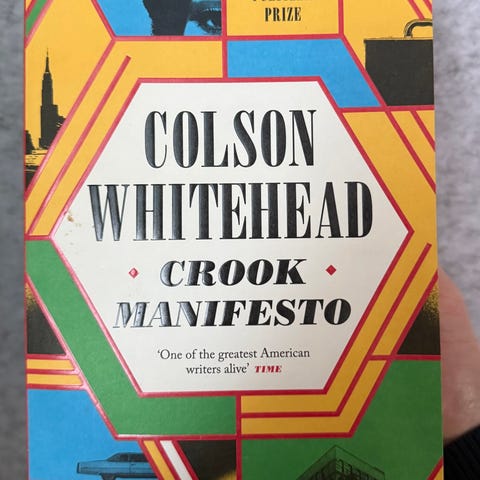 PRIZE
COLSON
WHITEHEAD
CROOK
MANIFESTO
‘One of the greatest American
writers alive’ TIME